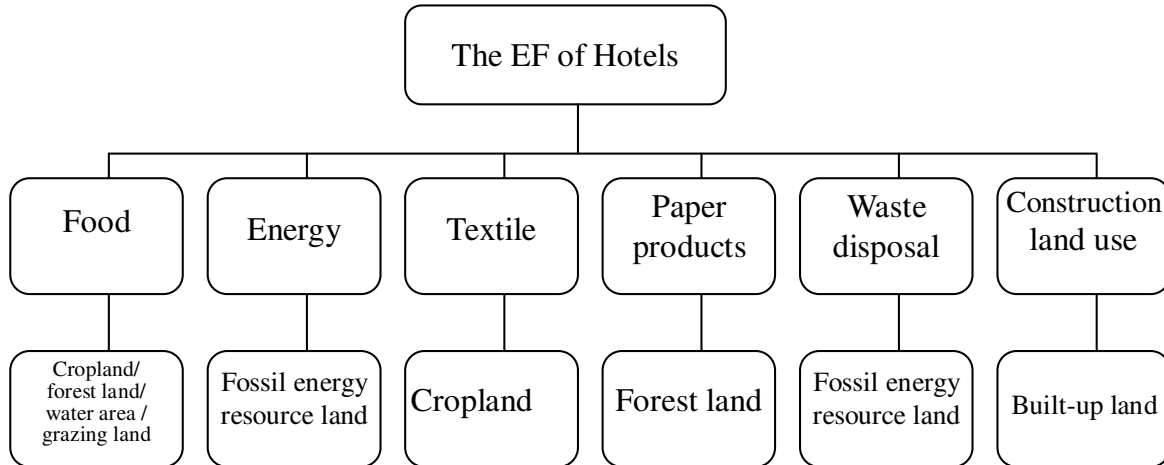 The EF of Hotels
Food
Energy
Textile
Paper
products
Waste
disposal
Construction
land use
Cropland/
forest land/
water area /
grazing land
Fossil energy
resource land
Cropland
Forest land
Fossil energy
resource land
Built-up land